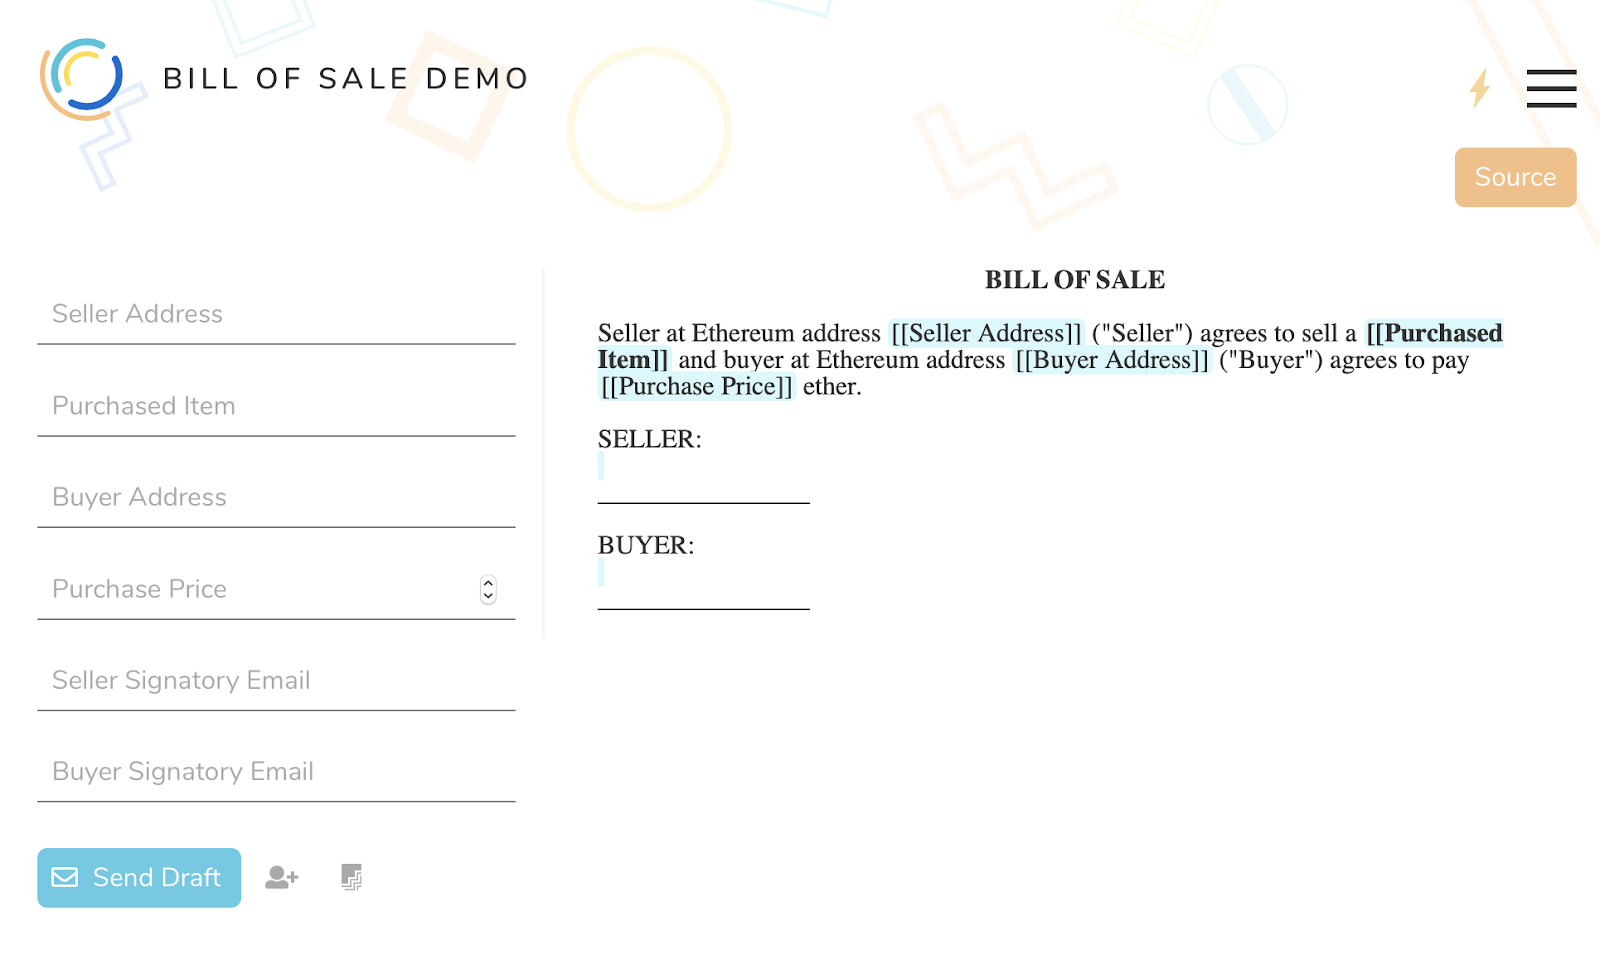 BILL OF SALE DEMO
Source
Seller Address
Purchased Item
Buyer Address
Purchase Price
Seller Signatory Email
Buyer Signatory Email
Send Draft
BILL OF SALE
Seller at Ethereum address [[Seller Address]] ("Seller") agrees to sell a [[Purchased
Item]] and buyer at Ethereum address [[Buyer Address]] ("Buyer") agrees to pay
[[Purchase Price]] ether.
SELLER:
BUYER: